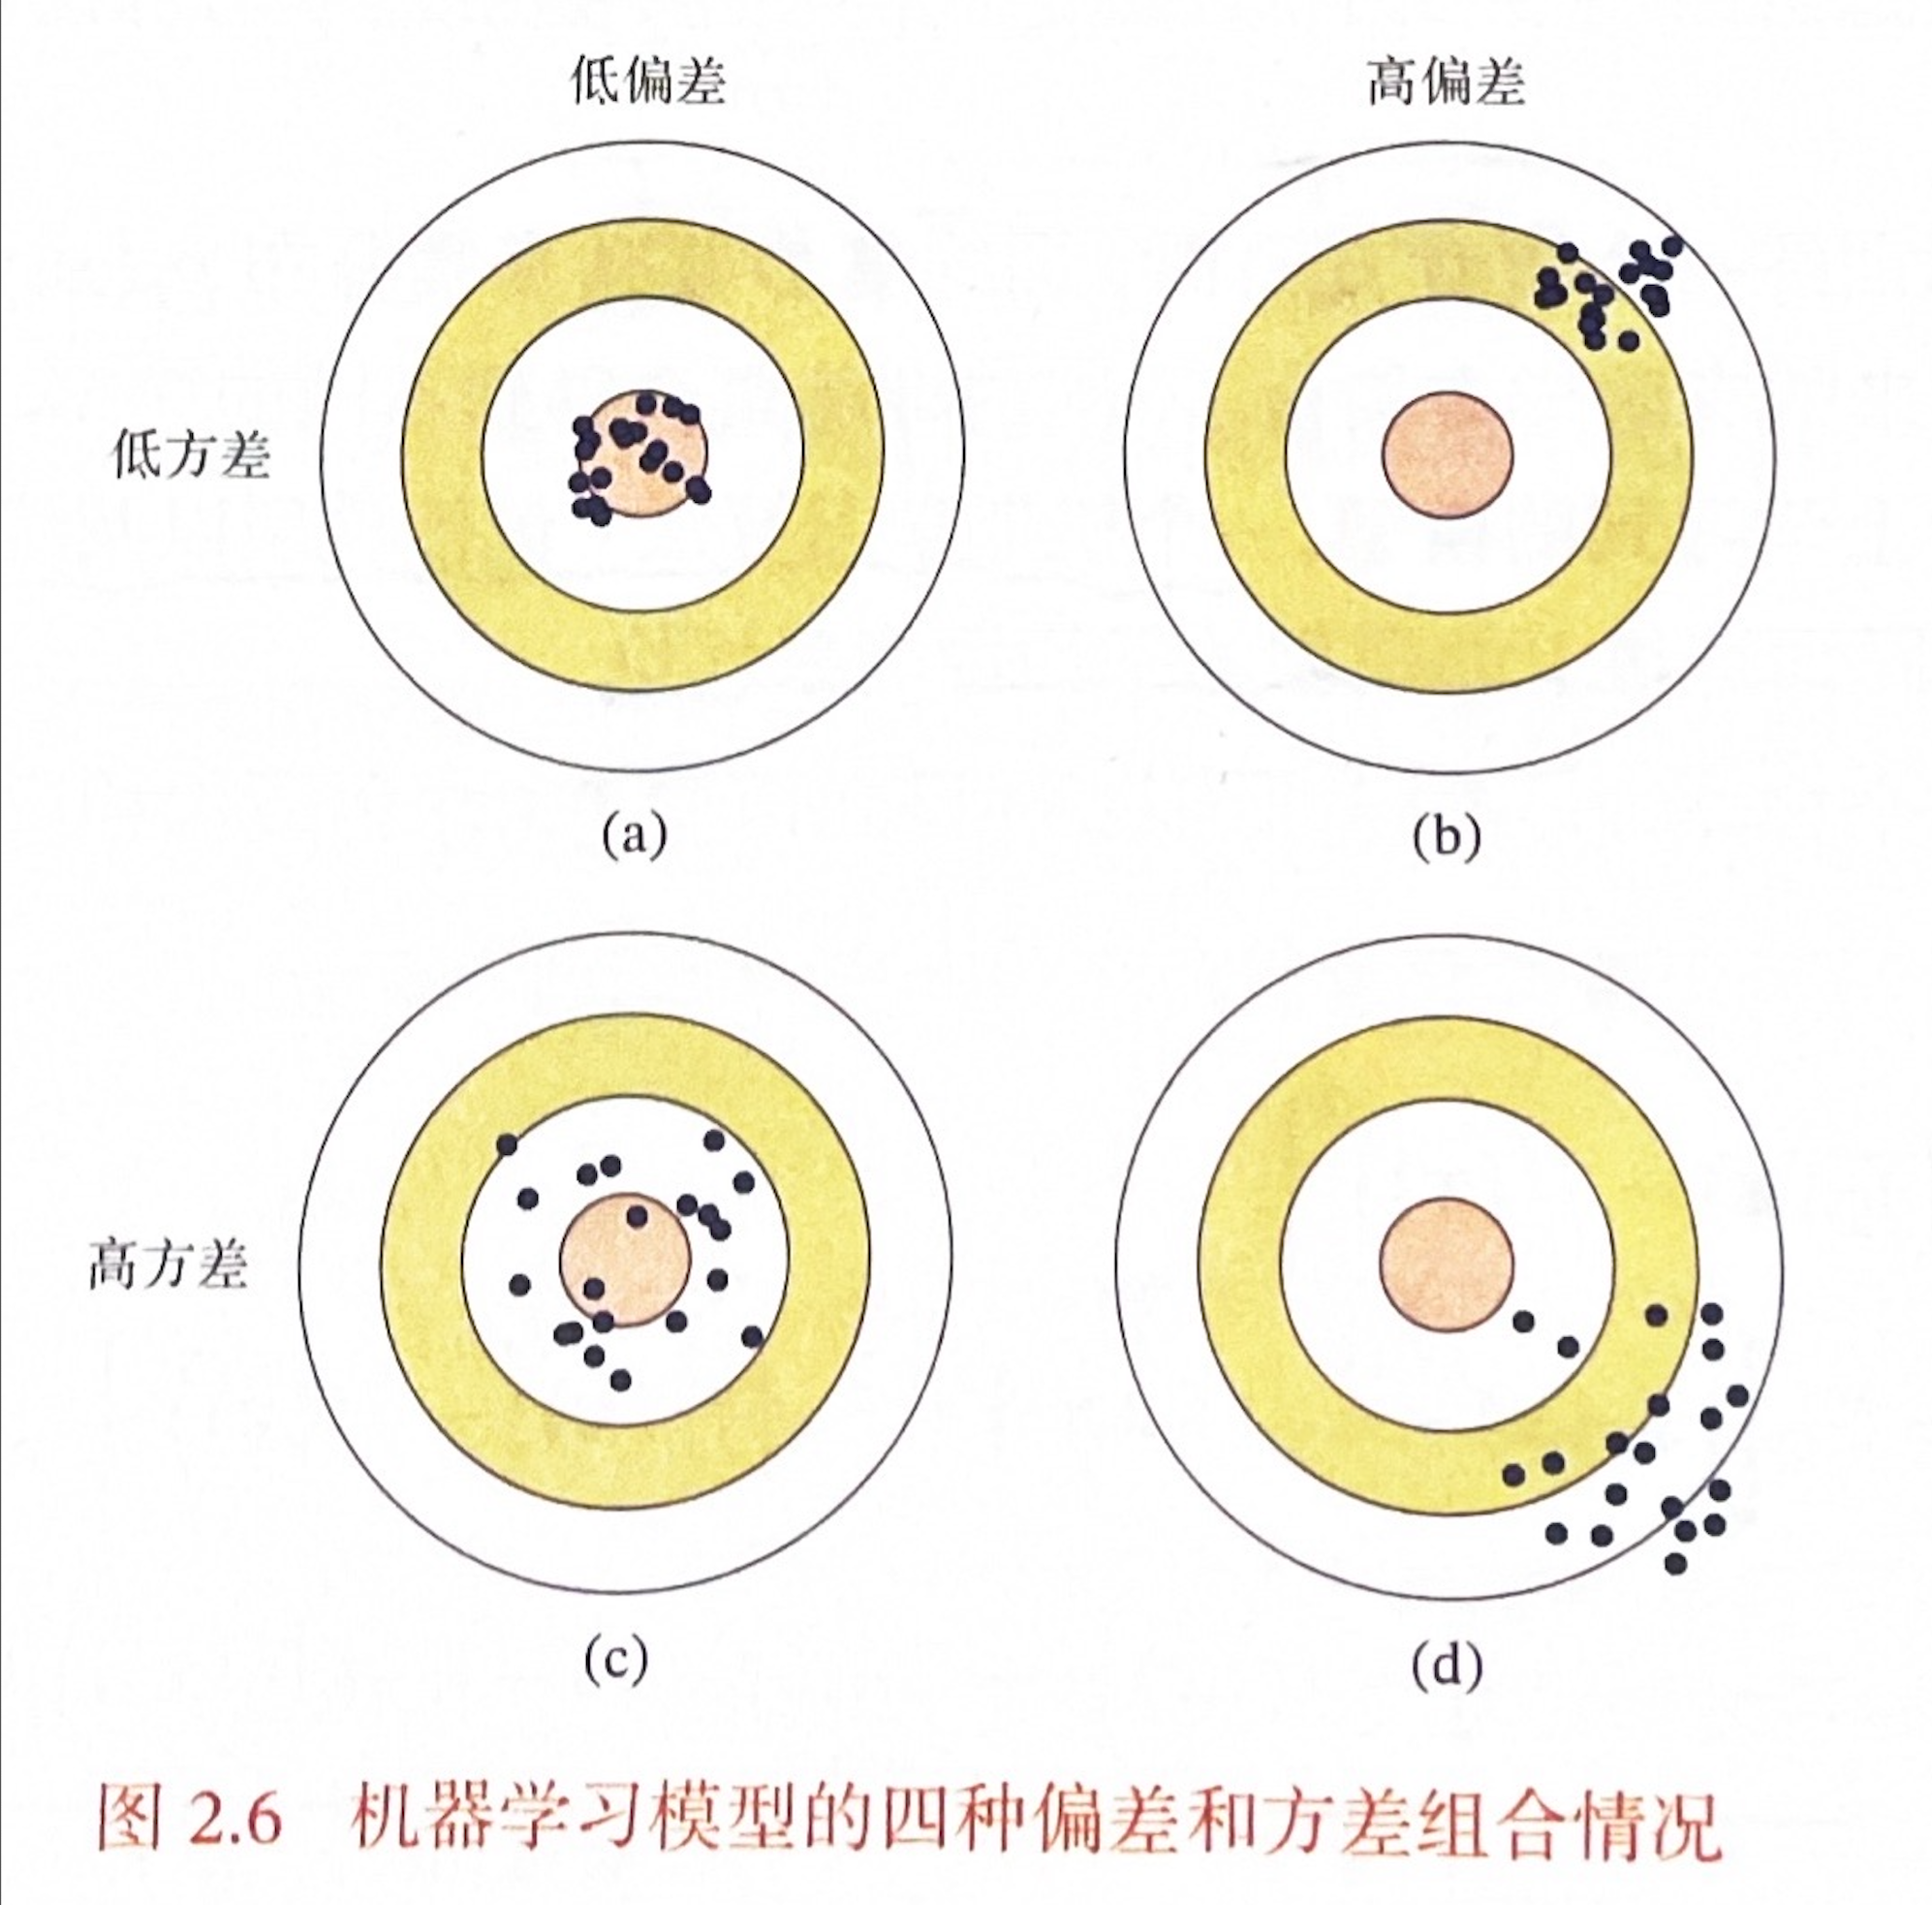 低偏差 高偏差
低方差
(a) (b)
高方差
(c) (d)
图 2.6 机器学习模型的四种偏差和方差组合情况